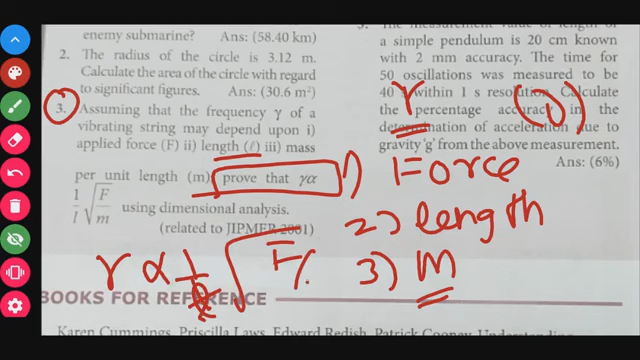 enemy submarine? Ans: (58.40 km)
2. The radius of the circle is 3.12 m.
Calculate the area of the circle with regard
to significant figures. Ans: (30.6 m²)
3. Assuming that the frequency γ of a
vibrating string may depend upon i)
applied force (F) ii) length (ℓ) iii) mass
per unit length (m), prove that γα
1/l √F/m using dimensional analysis.
(related to JIPMER 2001)
a simple pendulum is 20 cm known
with 2 mm accuracy. The time for
50 oscillations was measured to be
40 s within 1 s resolution. Calculate
the percentage accuracy in the
determination of acceleration due to
gravity 'g' from the above measurement.
Ans: (6%)
γ
1) Force
2) length
3) M
γ ∝ 1/ √F/
BOOKS FOR REFERENCE
Karen Cummings, Priscilla Laws, Edward Redish, Patrick Cooney, Understanding